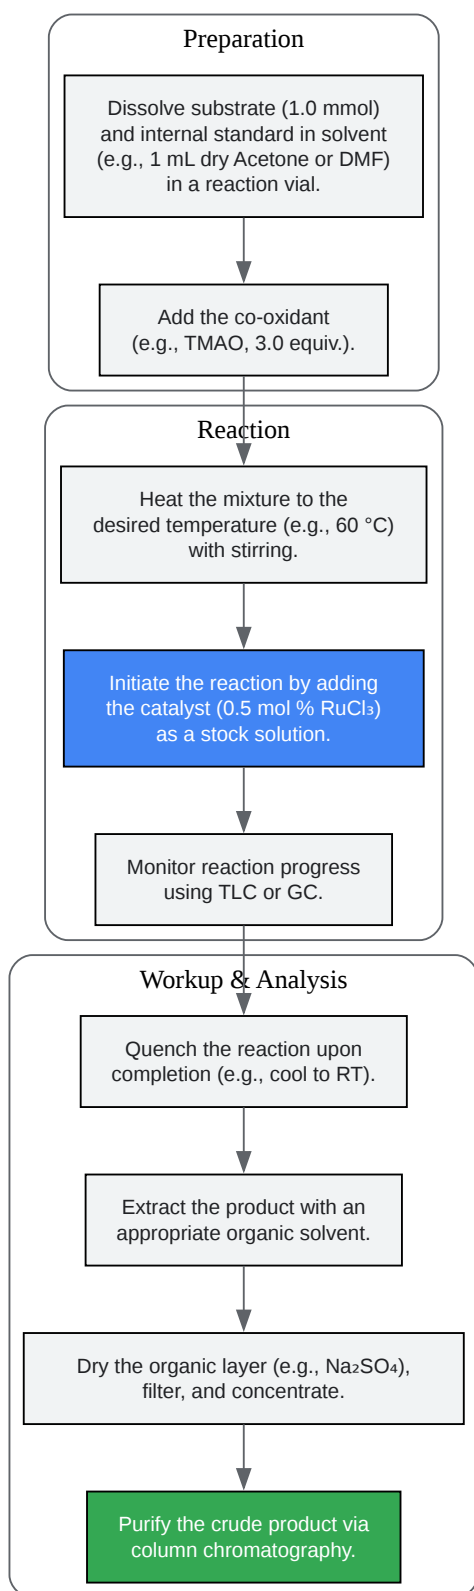 Preparation
Dissolve substrate (1.0 mmol)
and internal standard in solvent
(e.g., 1 mL dry Acetone or DMF)
in a reaction vial.
Add the co-oxidant
(e.g., TMAO, 3.0 equiv.).
Reaction
Heat the mixture to the
desired temperature (e.g., 60 °C)
with stirring.
Initiate the reaction by adding
the catalyst (0.5 mol % RuCl₃)
as a stock solution.
Monitor reaction progress
using TLC or GC.
Workup & Analysis
Quench the reaction upon
completion (e.g., cool to RT).
Extract the product with an
appropriate organic solvent.
Dry the organic layer (e.g., Na₂SO₄),
filter, and concentrate.
Purify the crude product via
column chromatography.